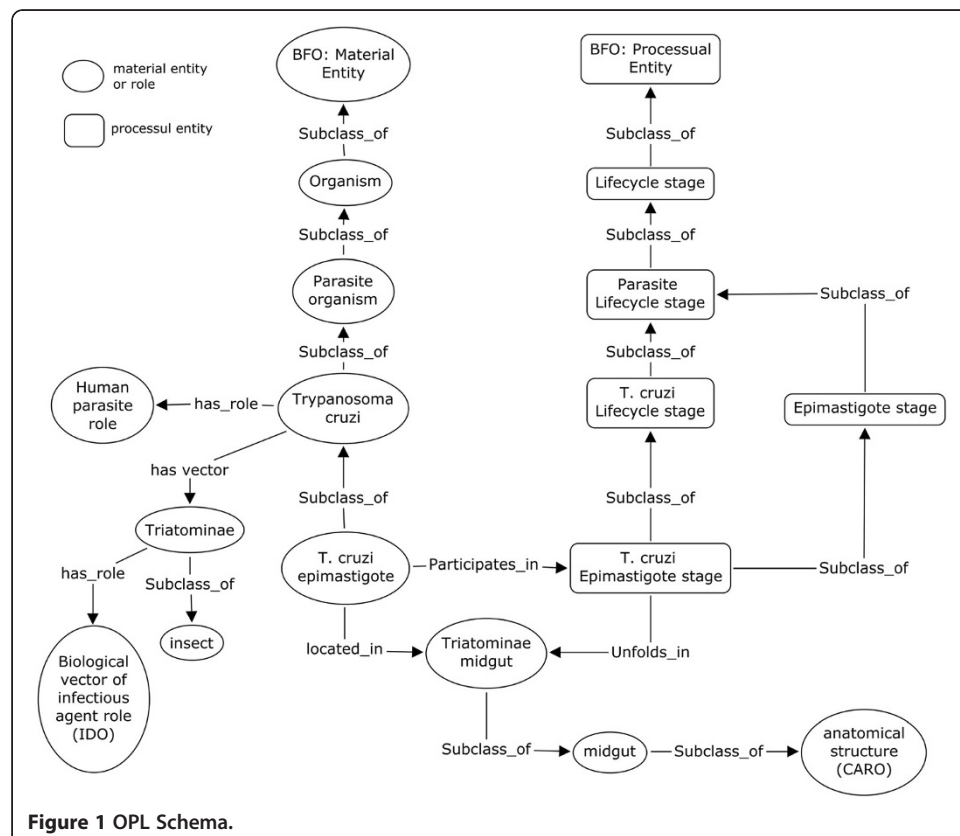 material entity
or role
processul entity
BFO: Material
Entity
Subclass_of
Organism
Subclass_of
Parasite
organism
Subclass_of
Human
parasite
role
has_role
Trypanosoma
cruzi
has vector
Triatominae
has_role
Subclass_of
insect
Biological
vector of
infectious
agent role
(IDO)
Subclass_of
T. cruzi
epimastigote
Participates_in
located_in
BFO: Processual
Entity
Subclass_of
Lifecycle stage
Subclass_of
Parasite
Lifecycle stage
Subclass_of
Subclass_of
T. cruzi
Lifecycle stage
Epimastigote stage
Subclass_of
T. cruzi
Epimastigote stage
Subclass_of
Triatominae
midgut
Unfolds_in
Subclass_of
midgut
Subclass_of
anatomical
structure
(CARO)
Figure 1 OPL Schema.